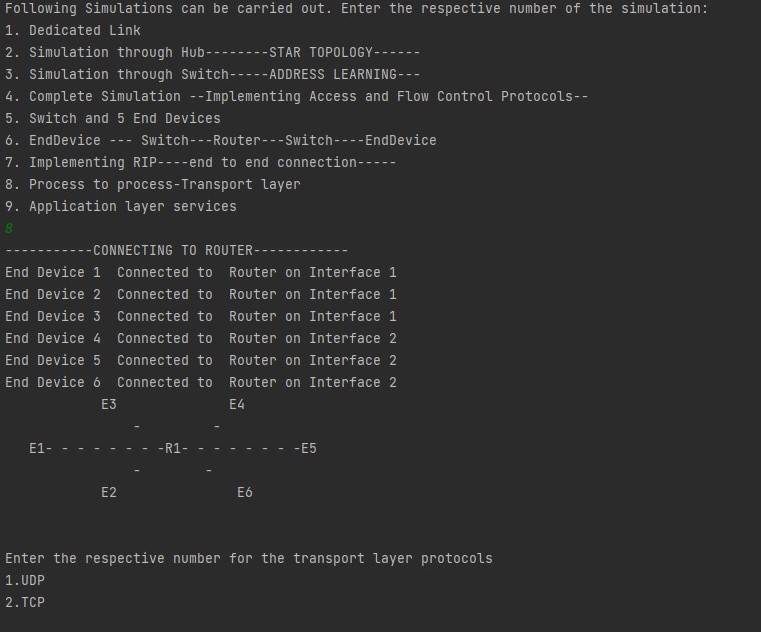 Following Simulations can be carried out. Enter the respective number of the simulation:
1. Dedicated Link
2. Simulation through Hub--------STAR TOPOLOGY------
3. Simulation through Switch-----ADDRESS LEARNING---
4. Complete Simulation --Implementing Access and Flow Control Protocols--
5. Switch and 5 End Devices
6. EndDevice --- Switch---Router---Switch----EndDevice
7. Implementing RIP----end to end connection-----
8. Process to process-Transport layer
9. Application layer services
8
-----------CONNECTING TO ROUTER------------
End Device 1  Connected to  Router on Interface 1
End Device 2  Connected to  Router on Interface 1
End Device 3  Connected to  Router on Interface 1
End Device 4  Connected to  Router on Interface 2
End Device 5  Connected to  Router on Interface 2
End Device 6  Connected to  Router on Interface 2
            E3              E4
                -         -
   E1- - - - - - - -R1- - - - - - - -E5
                -        -
            E2               E6
Enter the respective number for the transport layer protocols
1.UDP
2.TCP